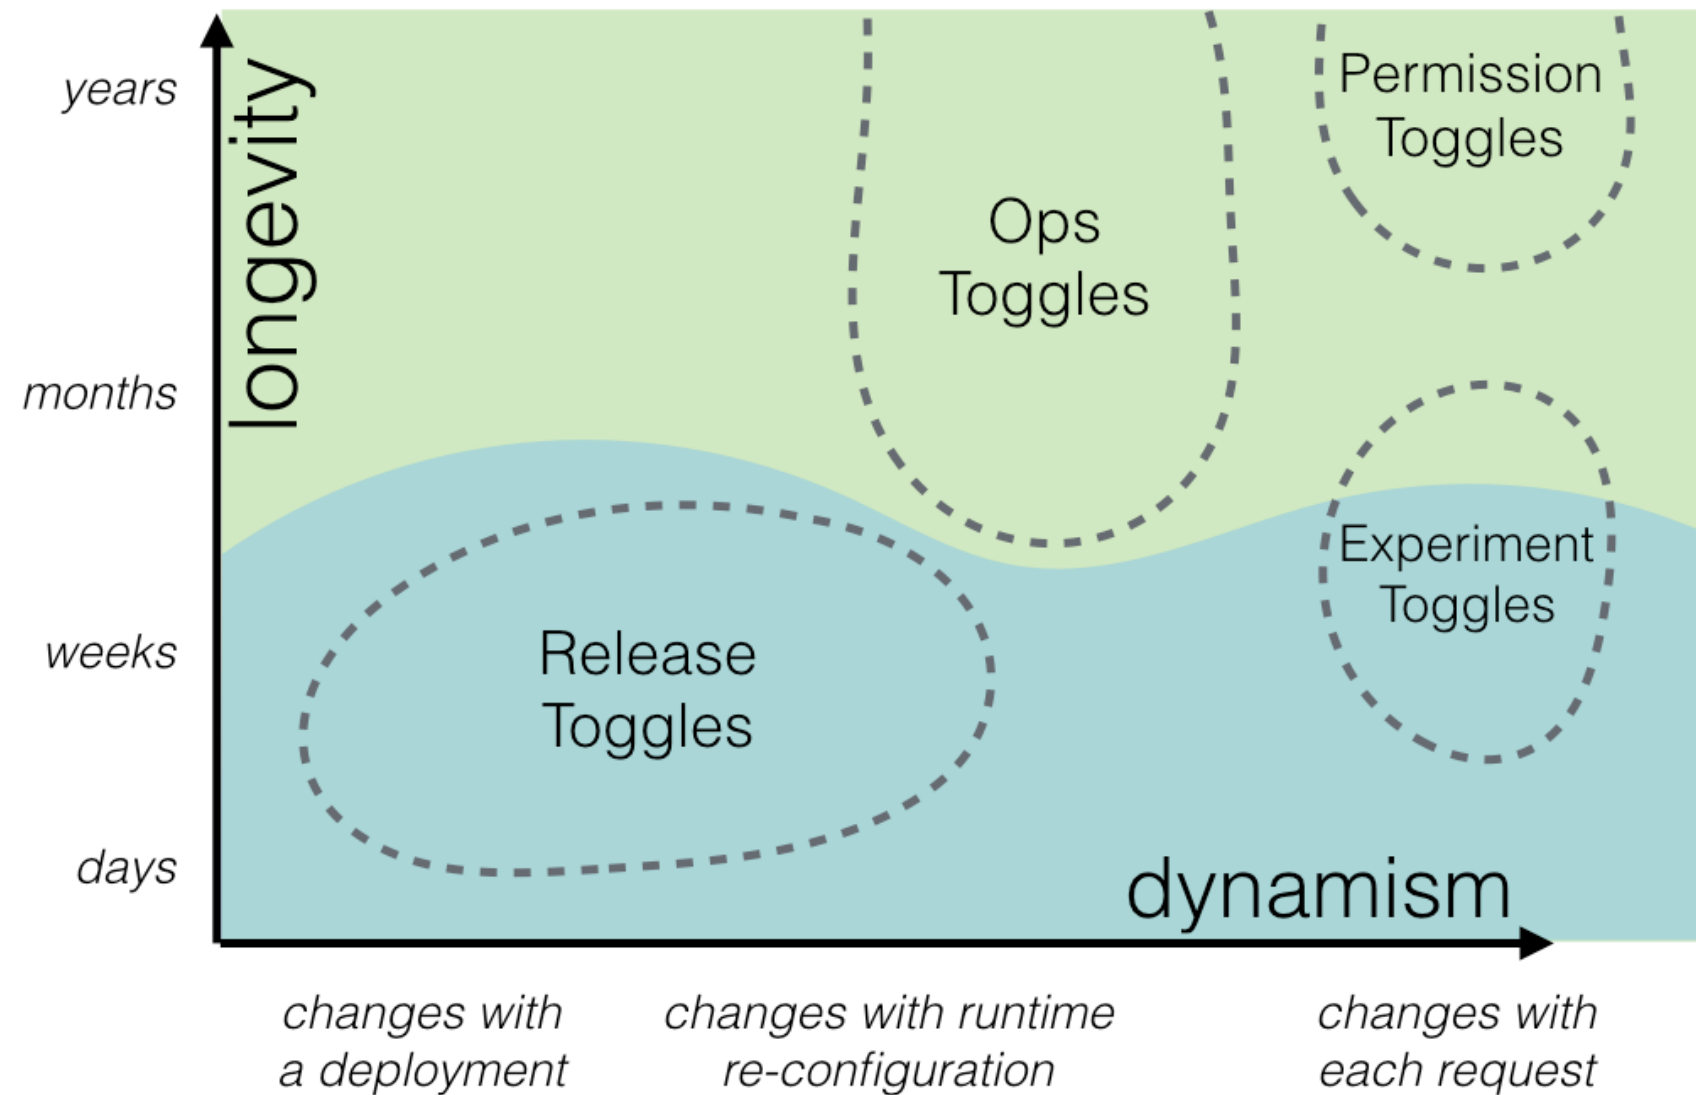 years
months
weeks
days
longevity
Permission
Toggles
Ops
Toggles
Experiment
Toggles
Release
Toggles
dynamism
changes with
a deployment
changes with runtime
re-configuration
changes with
each request